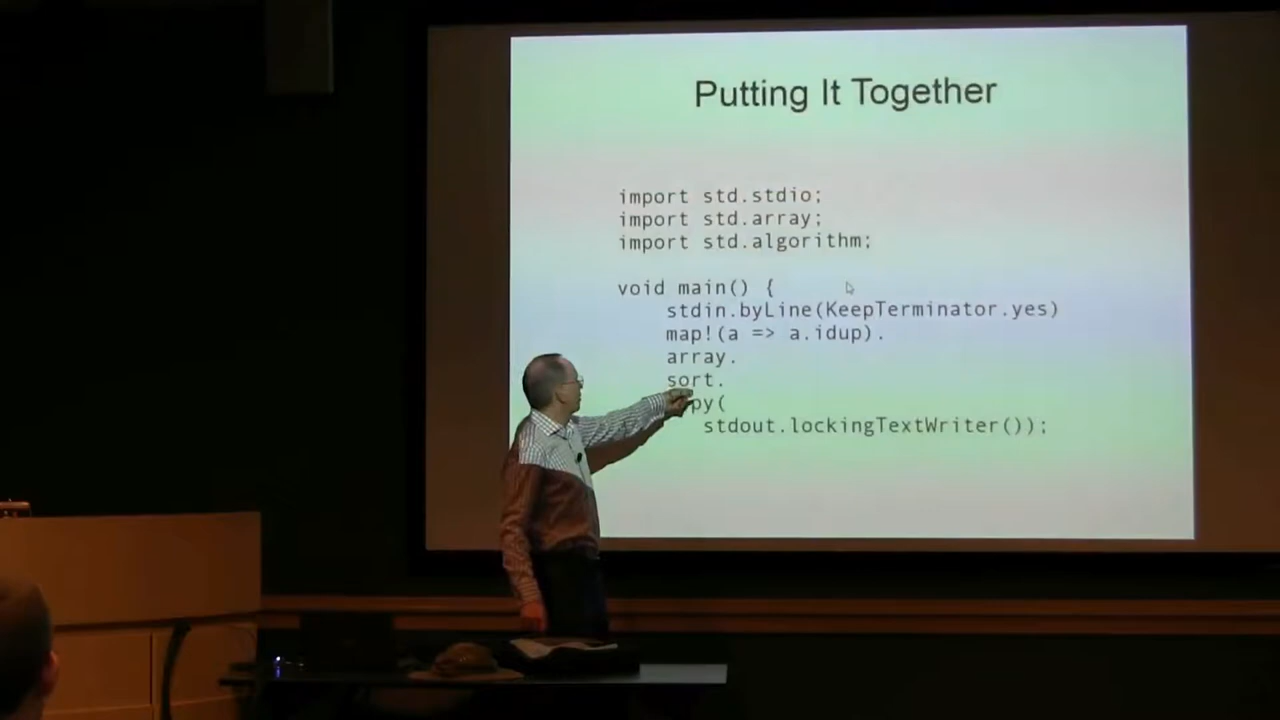 Putting It Together
import std.stdio;
import std.array;
import std.algorithm;
void main() {
stdin.byLine(KeepTerminator.yes)
map!(a => a.idup).
array.
sort.
py(
stdout.lockingTextWriter());